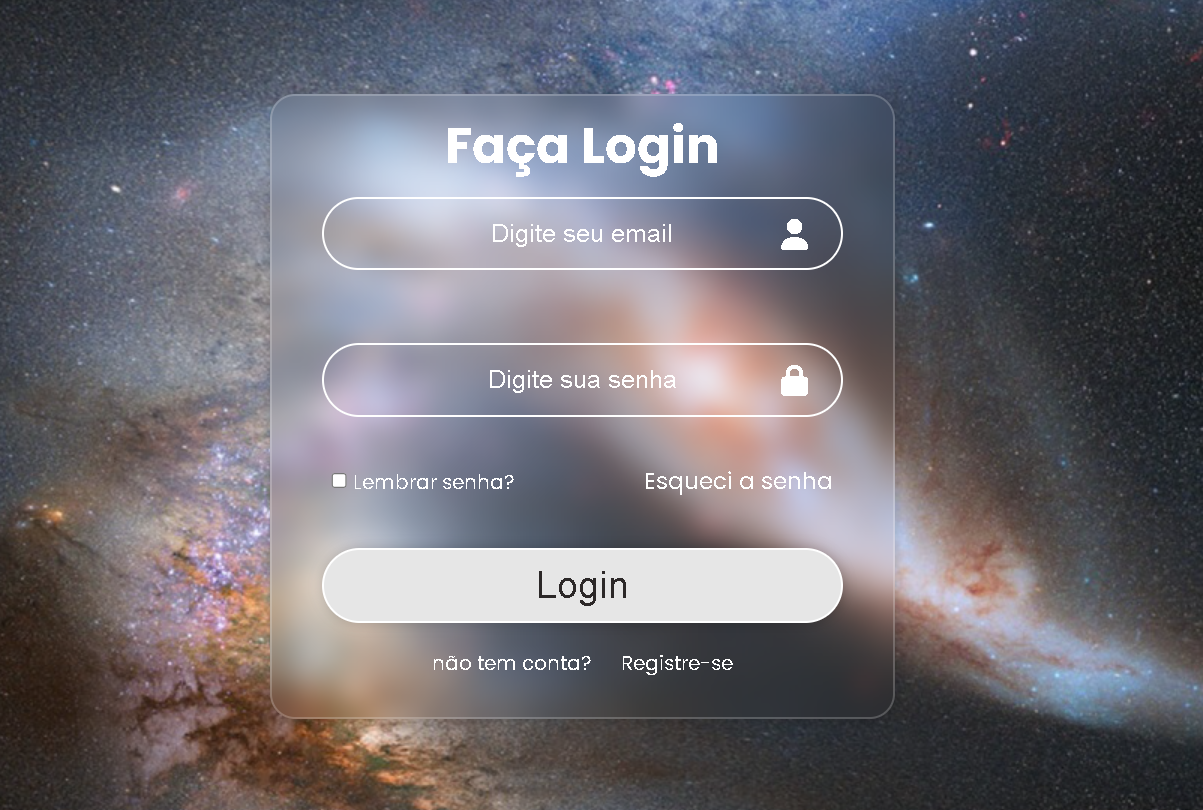 Faça Login
Digite seu email
Digite sua senha
Lembrar senha? Esqueci a senha
Login
não tem conta? Registre-se